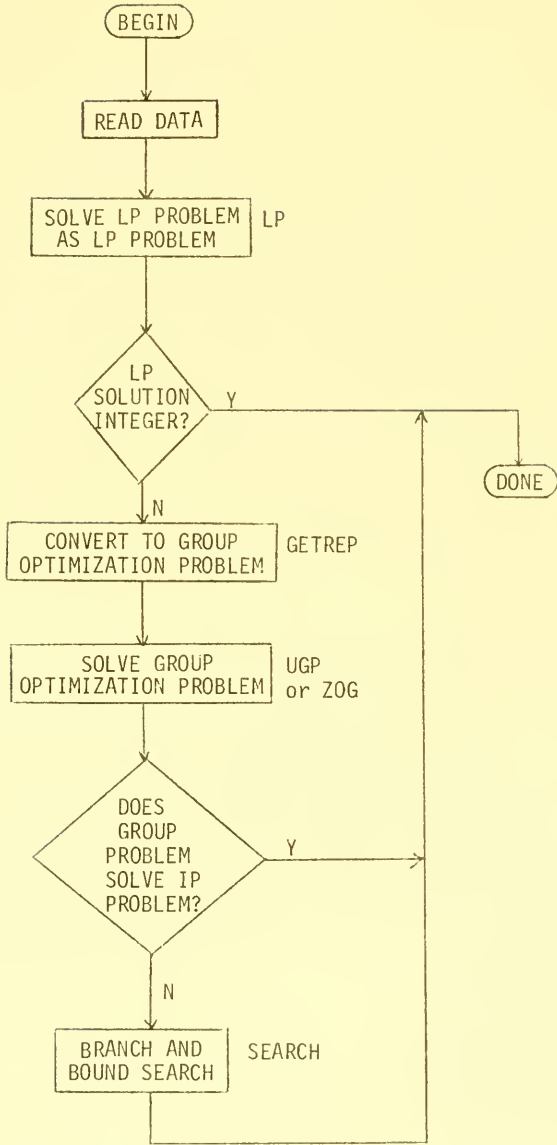 BEGIN
READ DATA
SOLVE LP PROBLEM
AS LP PROBLEM
LP
LP
SOLUTION
INTEGER?
Y
DONE
N
CONVERT TO GROUP
OPTIMIZATION PROBLEM
GETREP
SOLVE GROUP
OPTIMIZATION PROBLEM
UGP
or ZOG
DOES
GROUP
PROBLEM
SOLVE IP
PROBLEM?
Y
N
BRANCH AND
BOUND SEARCH
SEARCH